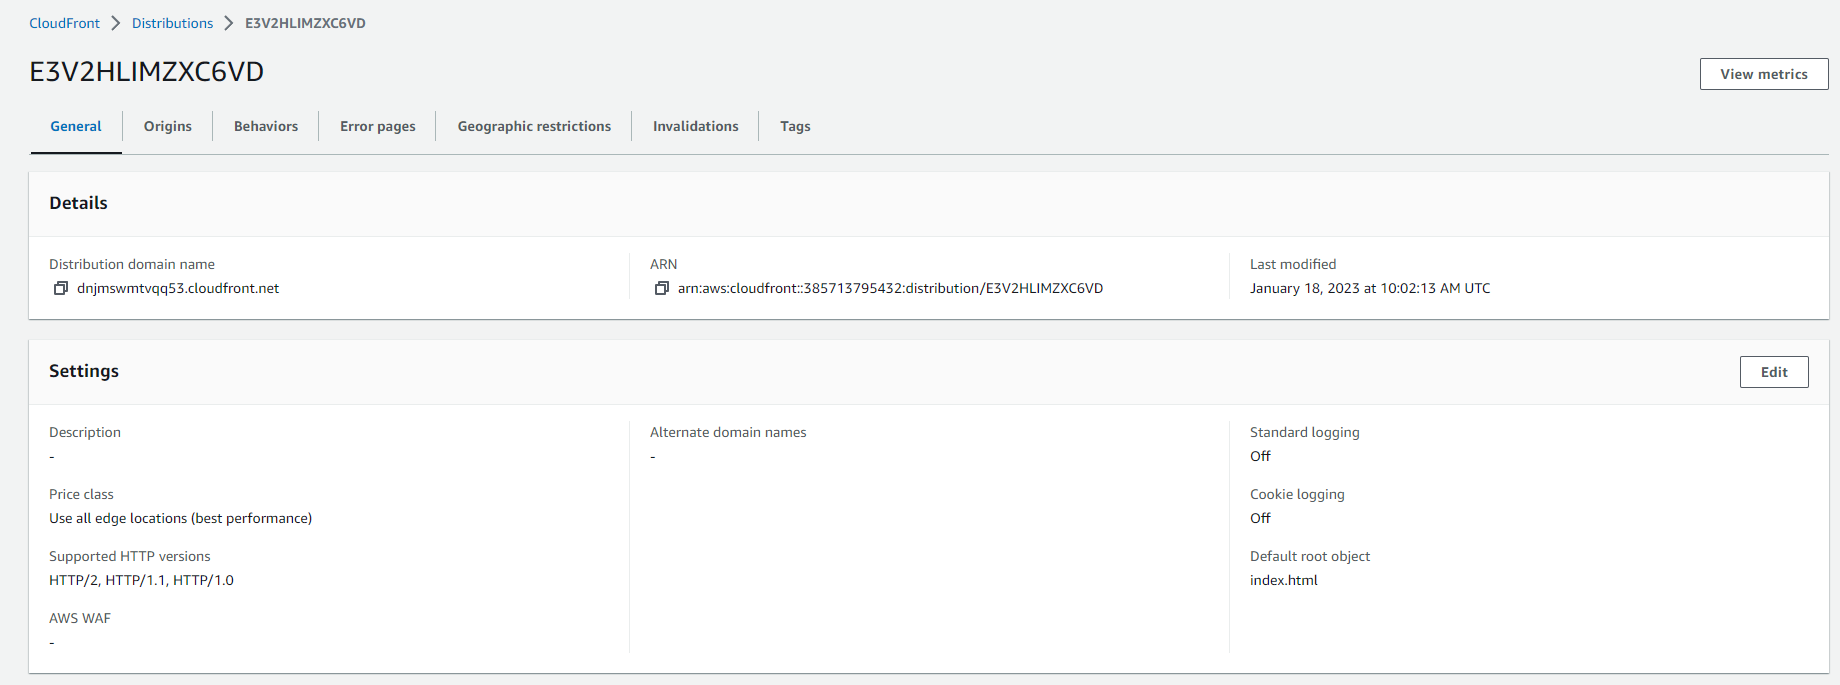 CloudFront > Distributions > E3V2HLIMZXC6VD
E3V2HLIMZXC6VD
View metrics
General Origins Behaviors Error pages Geographic restrictions Invalidations Tags
Details
Distribution domain name
dnjmswmtvqq53.cloudfront.net
ARN
arn:aws:cloudfront::385713795432:distribution/E3V2HLIMZXC6VD
Last modified
January 18, 2023 at 10:02:13 AM UTC
Settings
Edit
Description
-
Price class
Use all edge locations (best performance)
Supported HTTP versions
HTTP/2, HTTP/1.1, HTTP/1.0
AWS WAF
-
Alternate domain names
-
Standard logging
Off
Cookie logging
Off
Default root object
index.html